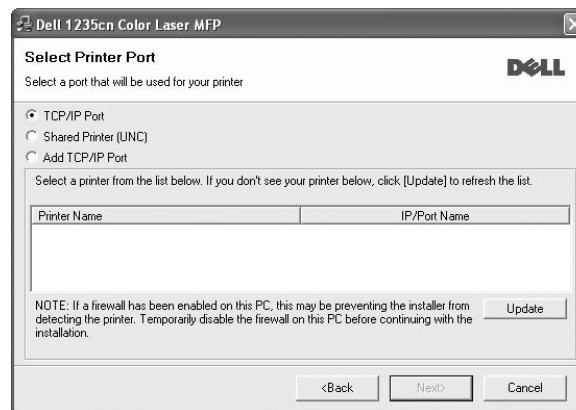 Dell 1235cn Color Laser MFP
Select Printer Port
Select a port that will be used for your printer
DELL
TCP/IP Port
Shared Printer (UNC)
Add TCP/IP Port
Select a printer from the list below. If you don't see your printer below, click [Update] to refresh the list.
Printer Name IP/Port Name
NOTE: If a firewall has been enabled on this PC, this may be preventing the installer from
detecting the printer. Temporarily disable the firewall on this PC before continuing with the
installation.
Update
<Back Next> Cancel